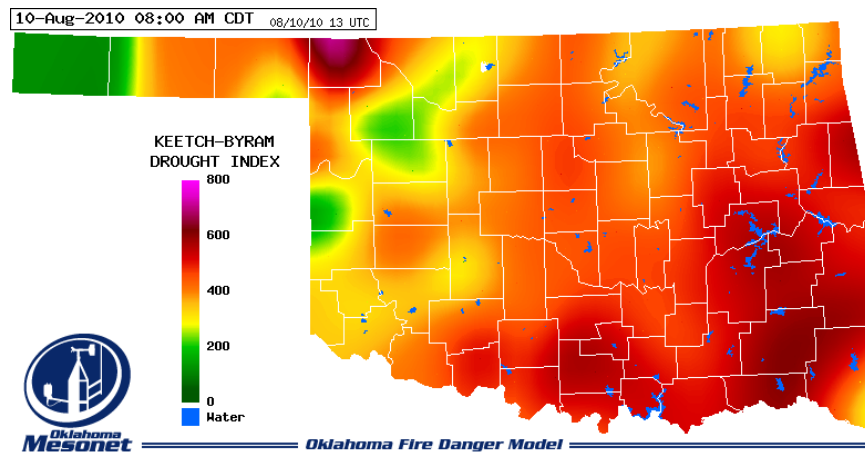 10-Aug-2010 08:00 AM CDT 08/10/10 13 UTC
KEETCH-BYRAM
DROUGHT INDEX
800
600
400
200
0
Water
Oklahoma
Mesonet
Oklahoma Fire Danger Model